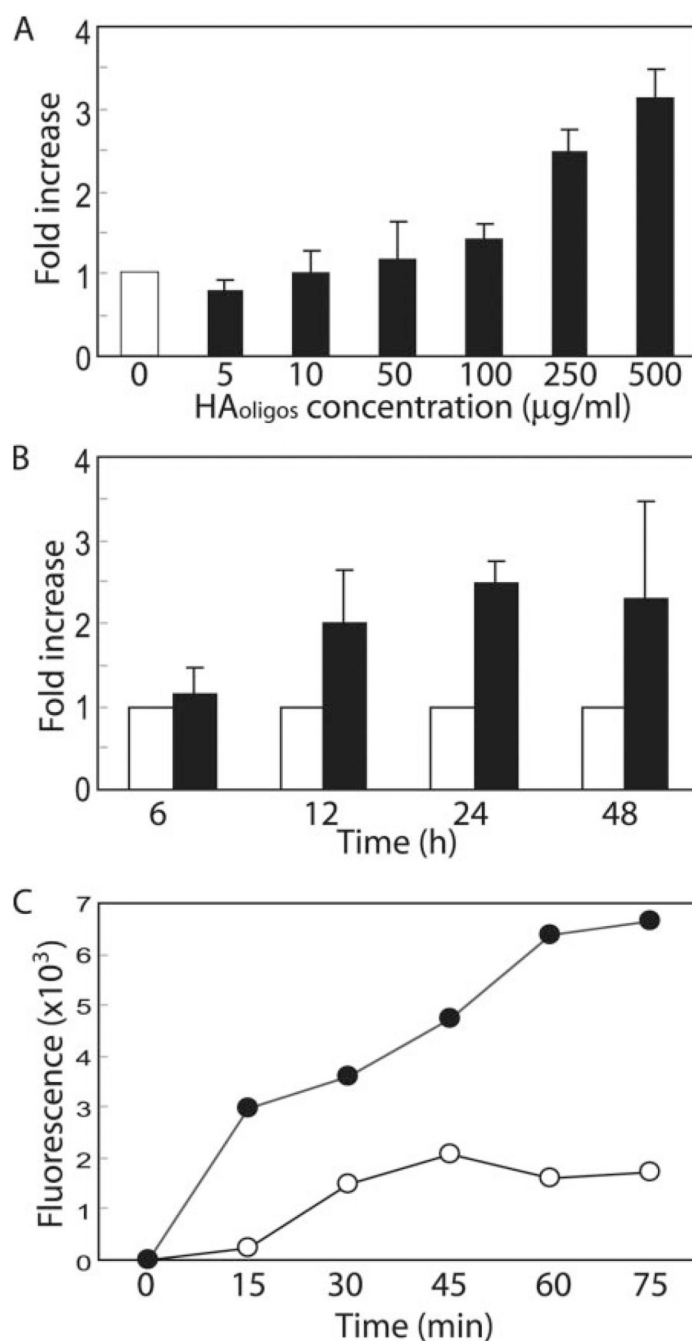 A
Fold increase
4
3
2
1
0
0 5 10 50 100 250 500
HAoligos concentration (μg/ml)
B
Fold increase
4
3
2
1
0
6 12 24 48
Time (h)
C
Fluorescence (x10³)
7
6
5
4
3
2
1
0
0 15 30 45 60 75
Time (min)